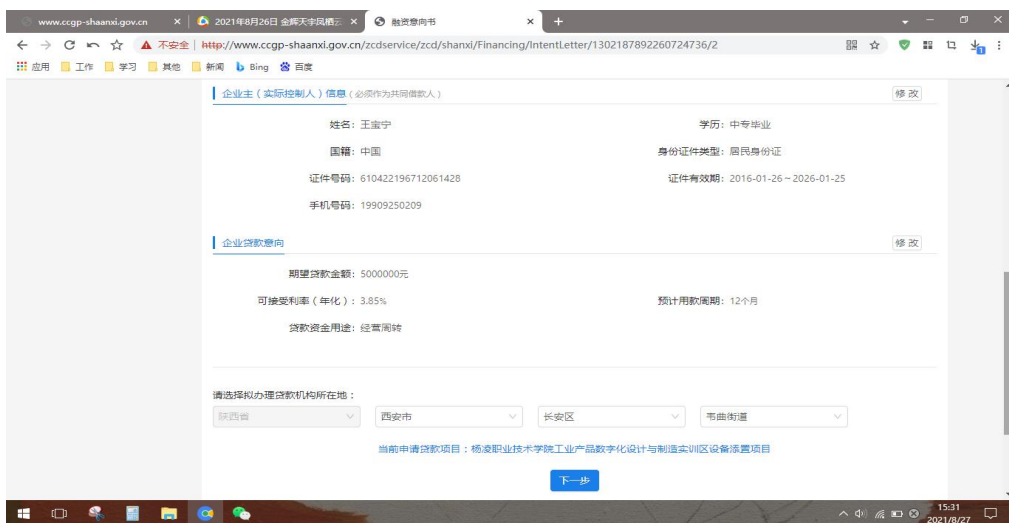 www.ccgp-shaanxi.gov.cn
2021年8月26日 金辉天宇凤栖云
融资意向书
不安全 http://www.ccgp-shaanxi.gov.cn/zcdservice/zcd/shanxi/Financing/IntentLetter/1302187892260724736/2
应用 工作 学习 其他 新闻 Bing 百度
企业主（实际控制人）信息（必须作为共同借款人） 修改
姓名：王宝宁 学历：中专毕业
国籍：中国 身份证件类型：居民身份证
证件号码：610422196712061428 证件有效期：2016-01-26～2026-01-25
手机号码：19909250209
企业贷款意向 修改
期望贷款金额：5000000元
可接受利率（年化）：3.85% 预计用款周期：12个月
贷款资金用途：经营周转
请选择拟办理贷款机构所在地：
陕西省 西安市 长安区 韦曲街道
当前申请贷款项目：杨凌职业技术学院工业产品数字化设计与制造实训区设备添置项目
下一步
15:31
2021/8/27